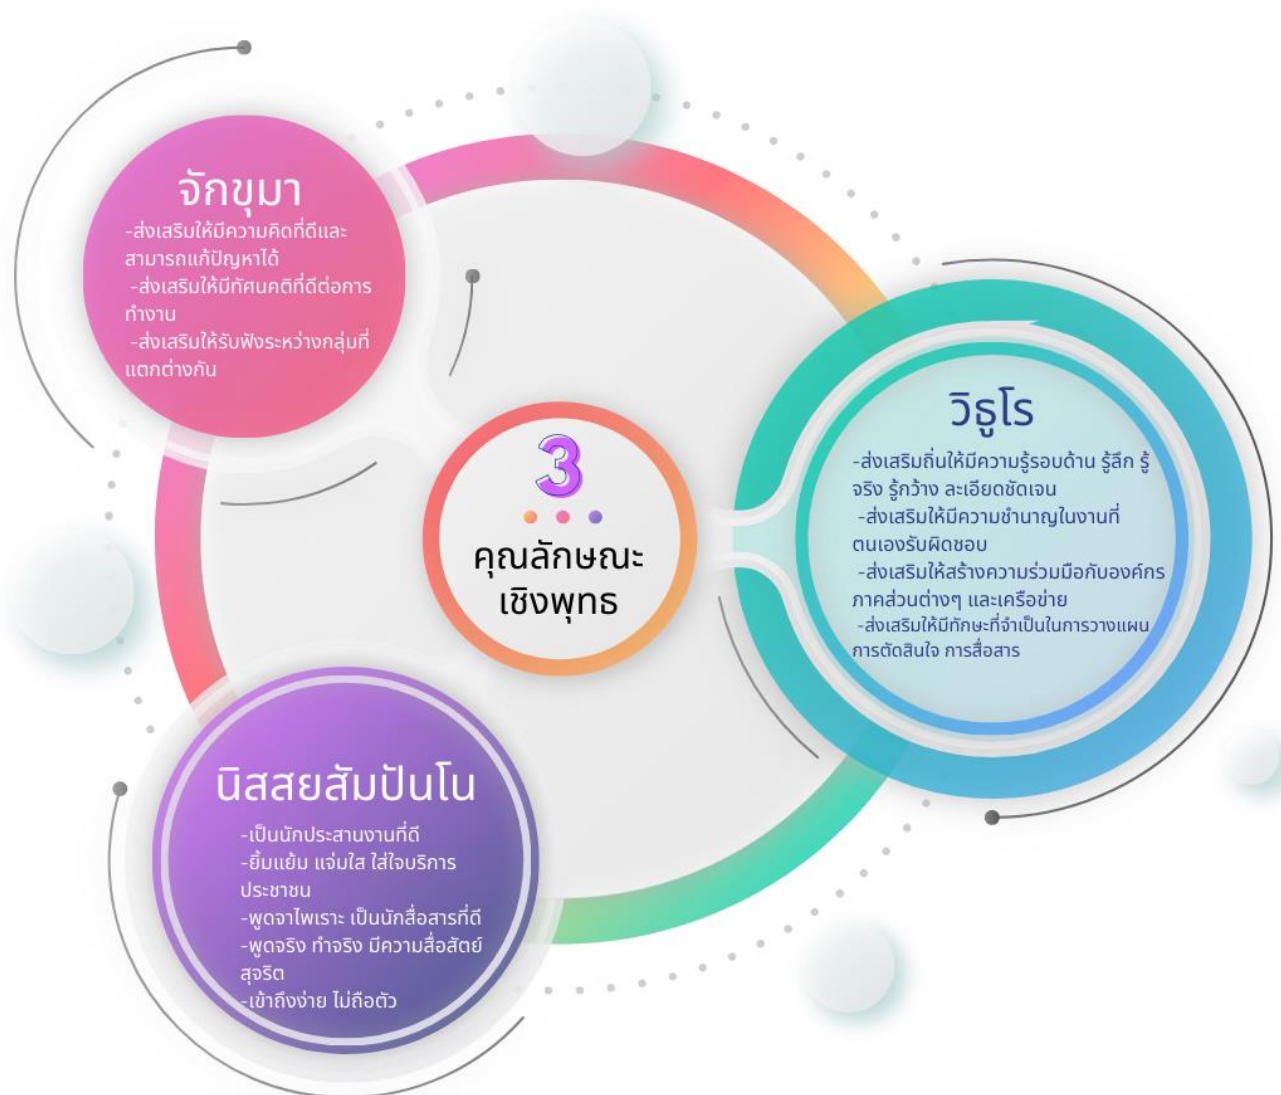 จักขุมา
-ส่งเสริมให้มีความคิดที่ดีและ
สามารถแก้ปัญหาได้
-ส่งเสริมให้มีทัศนคติที่ดีต่อการ
ทำงาน
-ส่งเสริมให้รับฟังระหว่างกลุ่มที่
แตกต่างกัน
3
คุณลักษณะ
เชิงพุทธ
วิธูโร
-ส่งเสริมถิ่นให้มีความรู้รอบด้าน รู้ลึก รู้
จริง รู้กว้าง ละเอียดชัดเจน
-ส่งเสริมให้มีความชำนาญในงานที่
ตนเองรับผิดชอบ
-ส่งเสริมให้สร้างความร่วมมือกับองค์กร
ภาคส่วนต่างๆ และเครือข่าย
-ส่งเสริมให้มีทักษะที่จำเป็นในการวางแผน
การตัดสินใจ การสื่อสาร
นิสสยสัมปันโน
-เป็นนักประสานงานที่ดี
-ยิ้มแย้ม แจ่มใส ใส่ใจบริการ
ประชาชน
-พูดจาไพเราะ เป็นนักสื่อสารที่ดี
-พูดจริง ทำจริง มีความสื่อสัตย์
สุจริต
-เข้าถึงง่าย ไม่ถือตัว